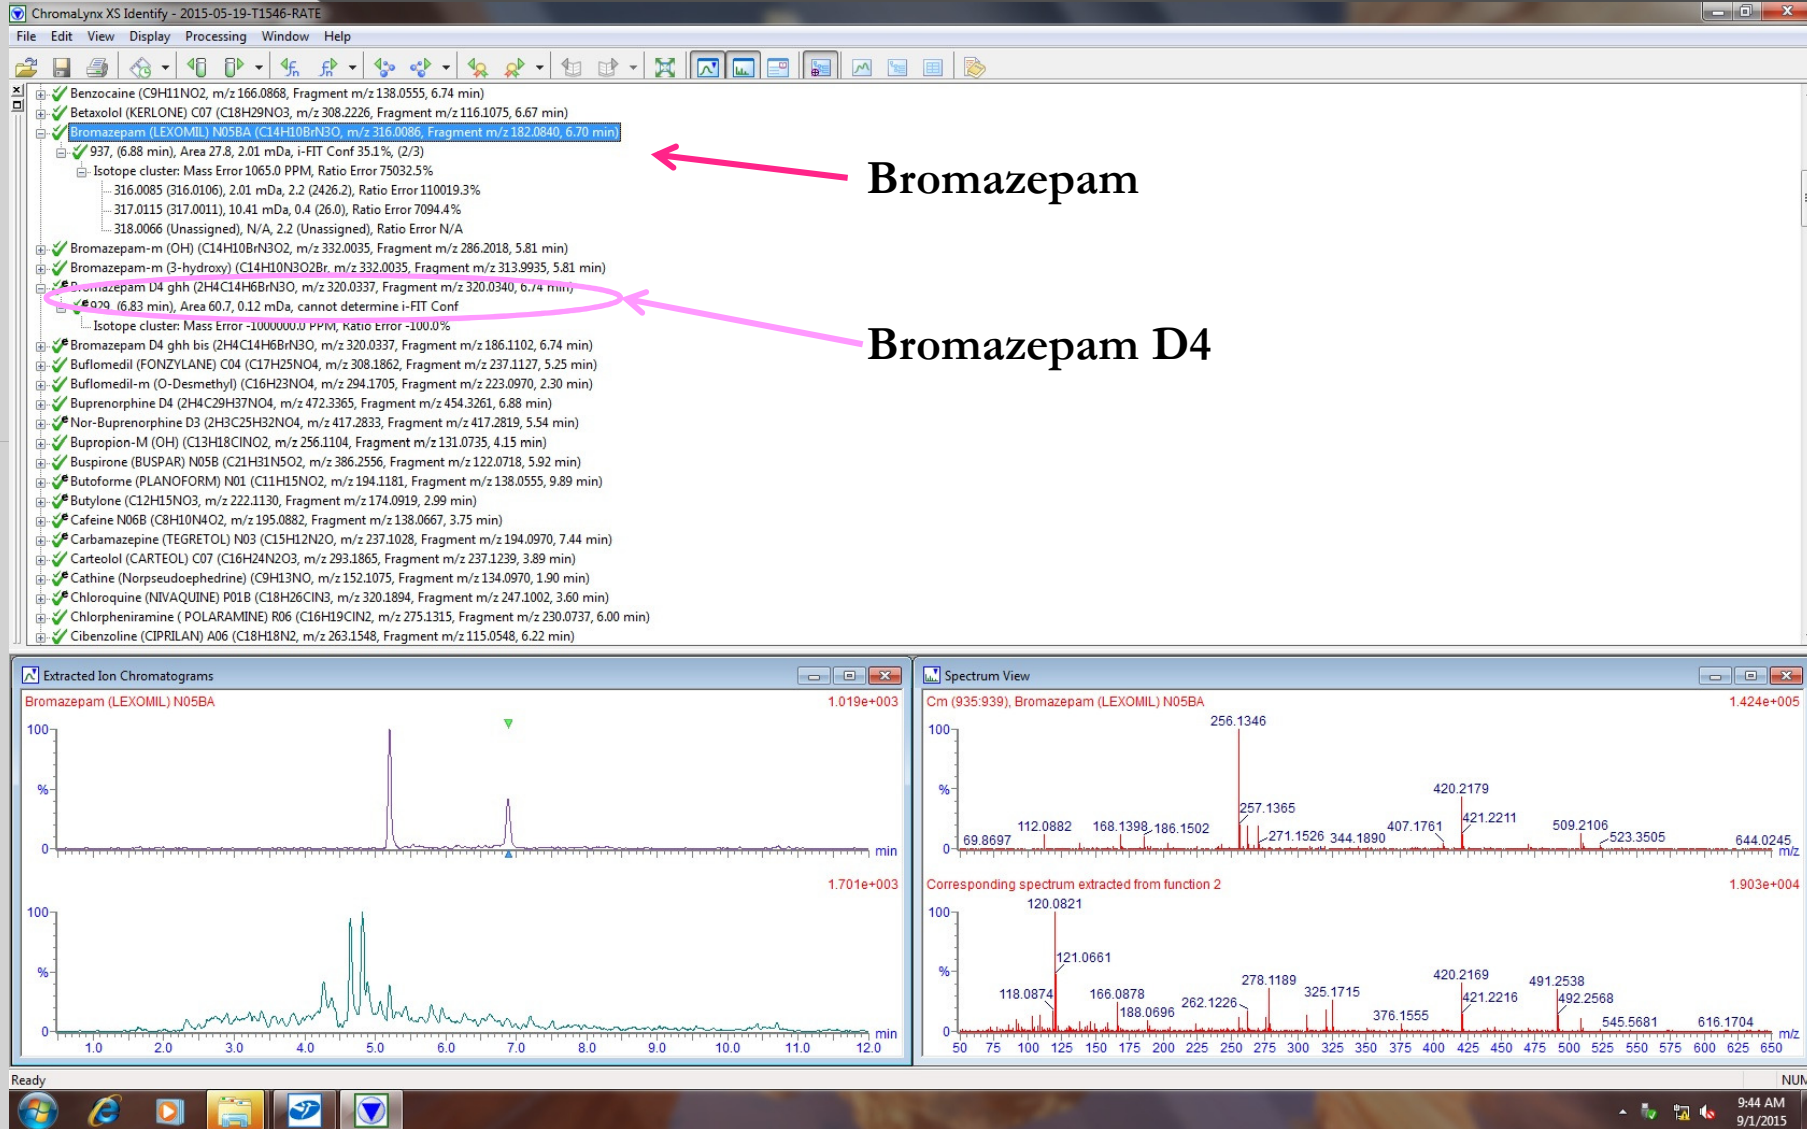 ChromaLynx XS Identify - 2015-05-19-T1546-RATE
File Edit View Display Processing Window Help
Benzocaine (C9H11NO2, m/z 166.0868, Fragment m/z 138.0555, 6.74 min)
Betaxolol (KERLONE) C07 (C18H29NO3, m/z 308.2226, Fragment m/z 116.1075, 6.67 min)
Bromazepam (LEXOMIL) N05BA (C14H10BrN3O, m/z 316.0086, Fragment m/z 182.0840, 6.70 min)
937, (6.88 min), Area 27.8, 2.01 mDa, i-FIT Conf 35.1%, (2/3)
Isotope cluster: Mass Error 1065.0 PPM, Ratio Error 75032.5%
316.0085 (316.0106), 2.01 mDa, 2.2 (2426.2), Ratio Error 110019.3%
317.0115 (317.0011), 10.41 mDa, 0.4 (26.0), Ratio Error 7094.4%
318.0066 (Unassigned), N/A, 2.2 (Unassigned), Ratio Error N/A
Bromazepam
Bromazepam-m (OH) (C14H10BrN3O2, m/z 332.0035, Fragment m/z 286.2018, 5.81 min)
Bromazepam-m (3-hydroxy) (C14H10N3O2Br, m/z 332.0035, Fragment m/z 313.9935, 5.81 min)
Bromazepam D4 ghh (2H4C14H6BrN3O, m/z 320.0337, Fragment m/z 320.0340, 6.74 min)
929, (6.83 min), Area 60.7, 0.12 mDa, cannot determine i-FIT Conf
Isotope cluster: Mass Error -1000000.0 PPM, Ratio Error -100.0%
Bromazepam D4
Bromazepam D4 ghh bis (2H4C14H6BrN3O, m/z 320.0337, Fragment m/z 186.1102, 6.74 min)
Buflomedil (FONZYLANE) C04 (C17H25NO4, m/z 308.1862, Fragment m/z 237.1127, 5.25 min)
Buflomedil-m (O-Desmethyl) (C16H23NO4, m/z 294.1705, Fragment m/z 223.0970, 2.30 min)
Buprenorphine D4 (2H4C29H37NO4, m/z 472.3365, Fragment m/z 454.3261, 6.88 min)
Nor-Buprenorphine D3 (2H3C25H32NO4, m/z 417.2833, Fragment m/z 417.2819, 5.54 min)
Bupropion-M (OH) (C13H18ClNO2, m/z 256.1104, Fragment m/z 131.0735, 4.15 min)
Buspirone (BUSPAR) N05B (C21H31N5O2, m/z 386.2556, Fragment m/z 122.0718, 5.92 min)
Butoforme (PLANOFORM) N01 (C11H15NO2, m/z 194.1181, Fragment m/z 138.0555, 9.89 min)
Butylone (C12H15NO3, m/z 222.1130, Fragment m/z 174.0919, 2.99 min)
Cafeine N06B (C8H10N4O2, m/z 195.0882, Fragment m/z 138.0667, 3.75 min)
Carbamazepine (TEGRETOL) N03 (C15H12N2O, m/z 237.1028, Fragment m/z 194.0970, 7.44 min)
Carteolol (CARTEOL) C07 (C16H24N2O3, m/z 293.1865, Fragment m/z 237.1239, 3.89 min)
Cathine (Norpseudoephedrine) (C9H13NO, m/z 152.1075, Fragment m/z 134.0970, 1.90 min)
Chloroquine (NIVAQUINE) P01B (C18H26ClN3, m/z 320.1894, Fragment m/z 247.1002, 3.60 min)
Chlorpheniramine ( POLARAMINE) R06 (C16H19ClN2, m/z 275.1315, Fragment m/z 230.0737, 6.00 min)
Cibenzoline (CIPRILAN) A06 (C18H18N2, m/z 263.1548, Fragment m/z 115.0548, 6.22 min)
Extracted Ion Chromatograms
Bromazepam (LEXOMIL) N05BA 1.019e+003
100
%
0
min
1.701e+003
100
%
0
min
1.0 2.0 3.0 4.0 5.0 6.0 7.0 8.0 9.0 10.0 11.0 12.0
Spectrum View
Cm (935:939), Bromazepam (LEXOMIL) N05BA 1.424e+005
256.1346
100
%
420.2179
257.1365
421.2211
112.0882 168.1398 186.1502 407.1761 509.2106
69.8697 271.1526 344.1890 523.3505 644.0245
0
m/z
Corresponding spectrum extracted from function 2 1.903e+004
120.0821
100
121.0661
%
278.1189 420.2169 491.2538
118.0874 166.0878 262.1226 325.1715 421.2216 492.2568
188.0696 376.1555 545.5681 616.1704
0
m/z
50 75 100 125 150 175 200 225 250 275 300 325 350 375 400 425 450 475 500 525 550 575 600 625 650
Ready NUM
9:44 AM
9/1/2015